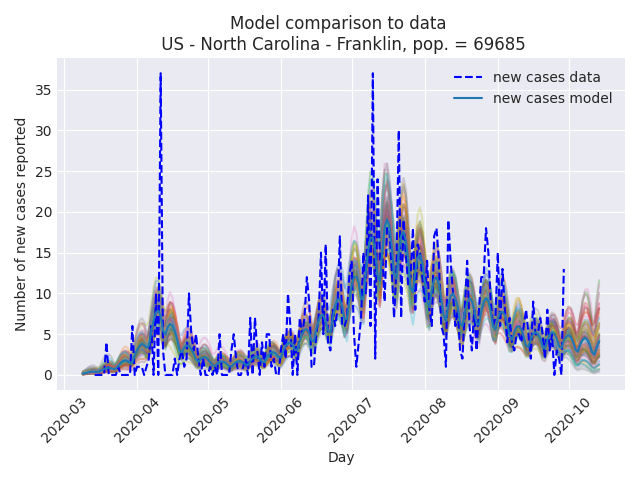 Model comparison to data
US - North Carolina - Franklin, pop. = 69685
new cases data
new cases model
Number of new cases reported
35
30
25
20
15
10
5
0
2020-03
2020-04
2020-05
2020-06
2020-07
2020-08
2020-09
2020-10
Day